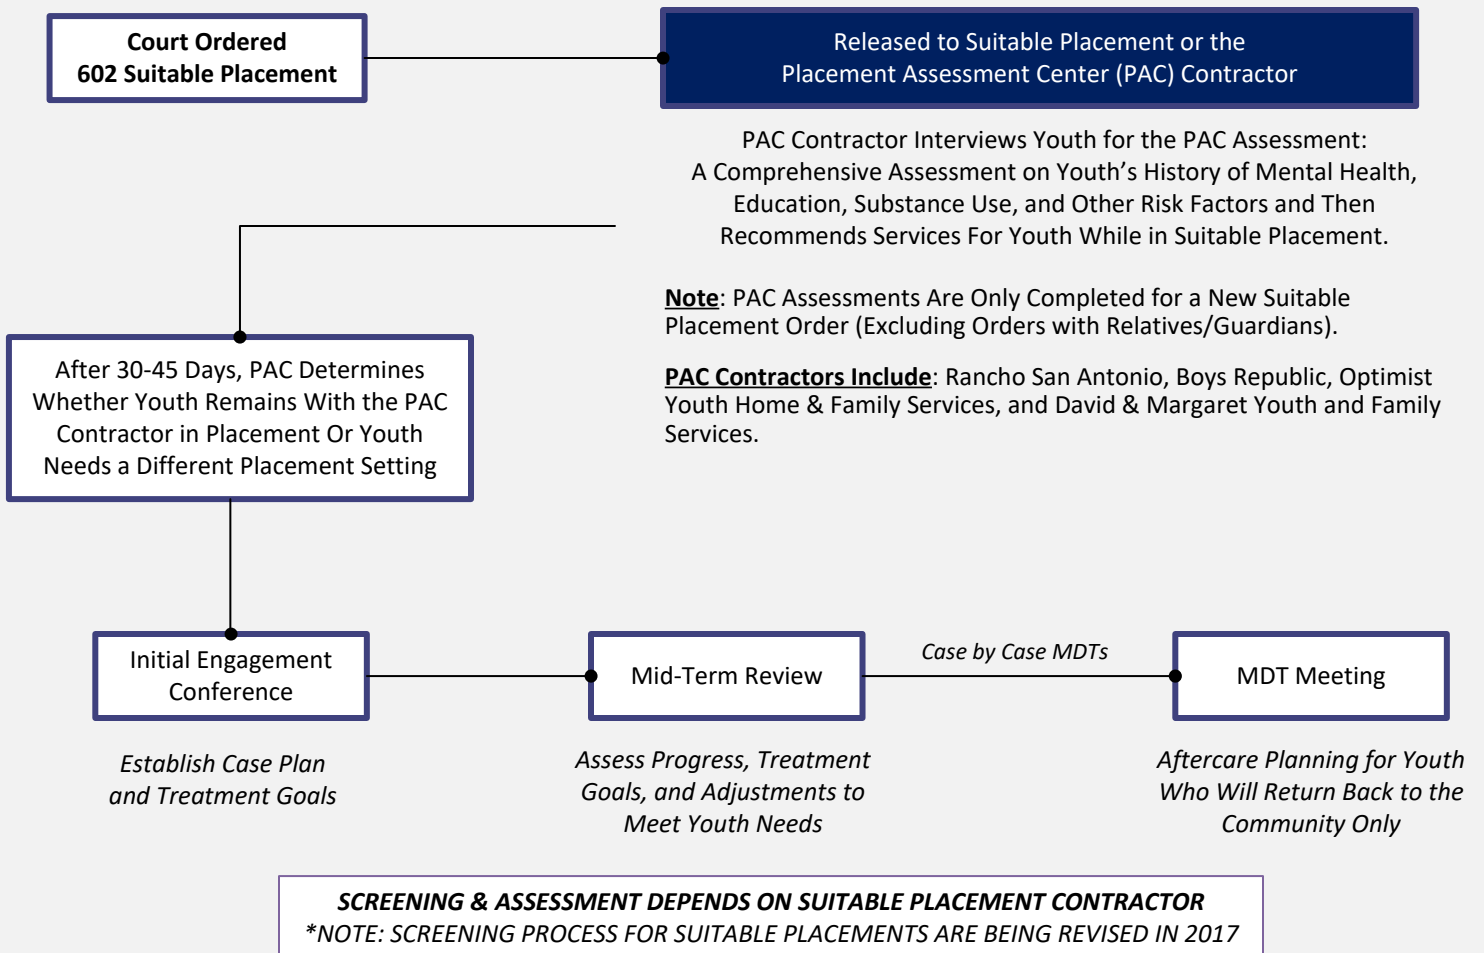 Court Ordered
602 Suitable Placement
Released to Suitable Placement or the
Placement Assessment Center (PAC) Contractor
PAC Contractor Interviews Youth for the PAC Assessment:
A Comprehensive Assessment on Youth’s History of Mental Health,
Education, Substance Use, and Other Risk Factors and Then
Recommends Services For Youth While in Suitable Placement.
Note: PAC Assessments Are Only Completed for a New Suitable
Placement Order (Excluding Orders with Relatives/Guardians).
PAC Contractors Include: Rancho San Antonio, Boys Republic, Optimist
Youth Home & Family Services, and David & Margaret Youth and Family
Services.
After 30-45 Days, PAC Determines
Whether Youth Remains With the PAC
Contractor in Placement Or Youth
Needs a Different Placement Setting
Initial Engagement
Conference
Establish Case Plan
and Treatment Goals
Mid-Term Review
Assess Progress, Treatment
Goals, and Adjustments to
Meet Youth Needs
Case by Case MDTs
MDT Meeting
Aftercare Planning for Youth
Who Will Return Back to the
Community Only
SCREENING & ASSESSMENT DEPENDS ON SUITABLE PLACEMENT CONTRACTOR
*NOTE: SCREENING PROCESS FOR SUITABLE PLACEMENTS ARE BEING REVISED IN 2017